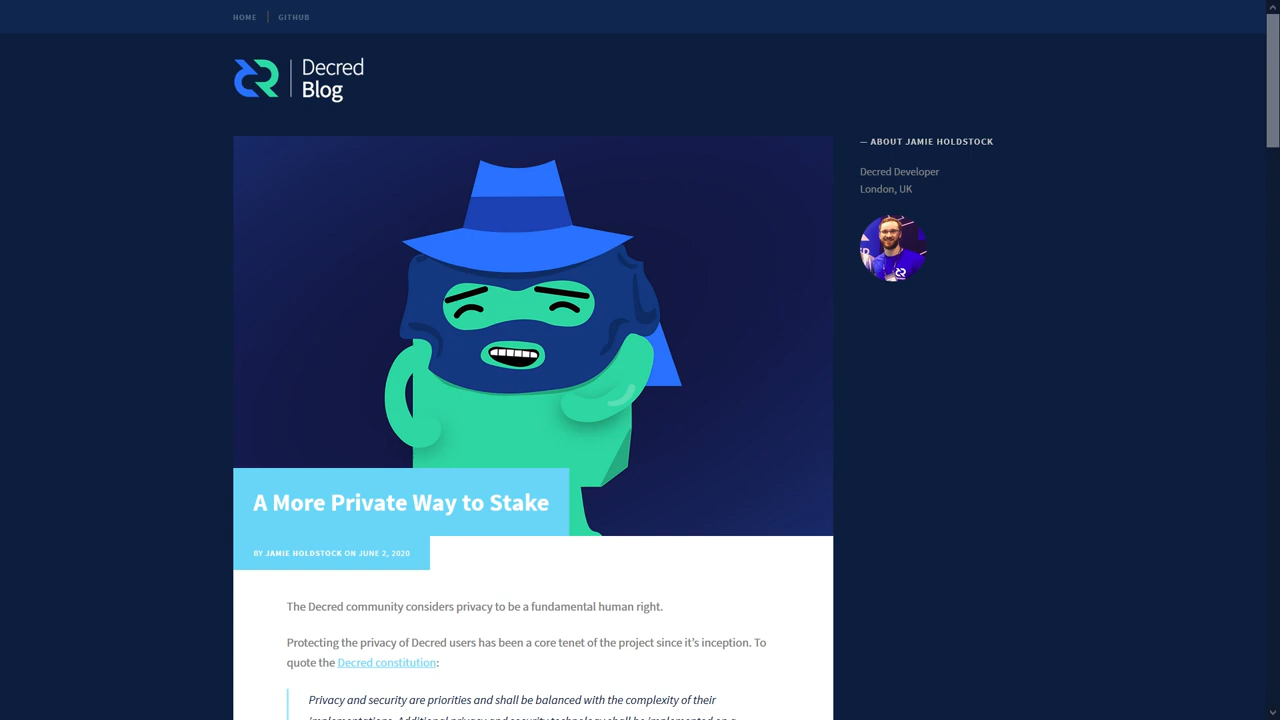 HOME
GITHUB
Decred
Blog
— ABOUT JAMIE HOLDSTOCK
Decred Developer
London, UK
A More Private Way to Stake
BY JAMIE HOLDSTOCK ON JUNE 2, 2020
The Decred community considers privacy to be a fundamental human right.
Protecting the privacy of Decred users has been a core tenet of the project since it’s inception. To
quote the Decred constitution:
Privacy and security are priorities and shall be balanced with the complexity of their
implementations. Additional privacy and security technology shall be implemented on a